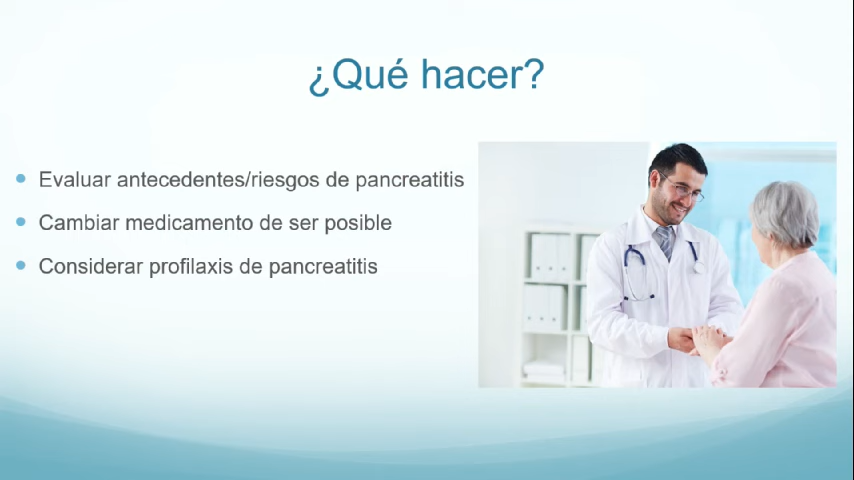 ¿Qué hacer?
Evaluar antecedentes/riesgos de pancreatitis
Cambiar medicamento de ser posible
Considerar profilaxis de pancreatitis